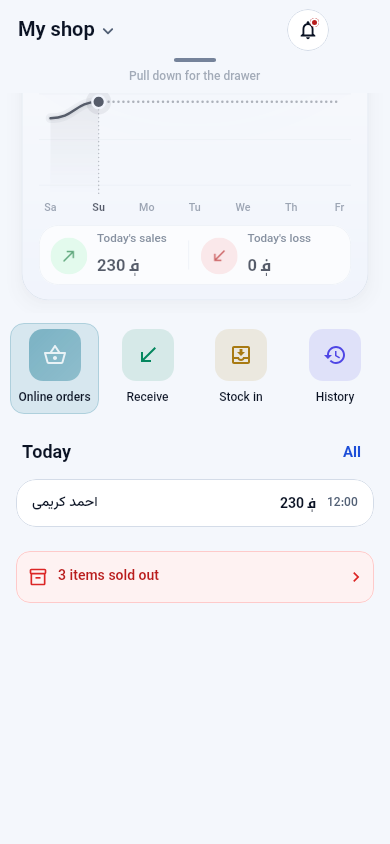 My shop
Pull down for the drawer
Sa Su Mo Tu We Th Fr
Today's sales
230 ؋
Today's loss
0 ؋
Online orders
Receive
Stock in
History
Today
All
احمد کریمی
230 ؋
12:00
3 items sold out